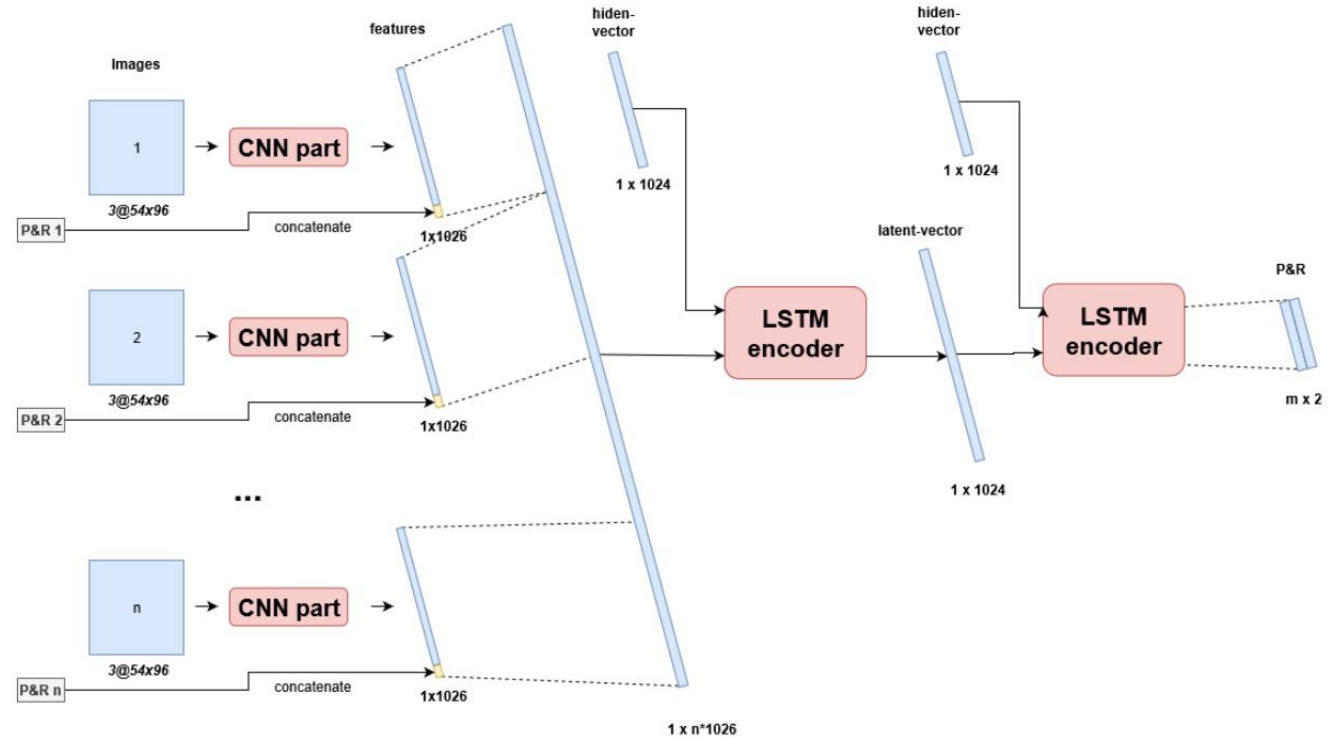 Images
features
hiden-
vector
hiden-
vector
1
CNN part
3@54x96
P&R 1
concatenate
1x1026
1 x 1024
1 x 1024
latent-vector
2
CNN part
3@54x96
P&R 2
concatenate
1x1026
LSTM
encoder
LSTM
encoder
P&R
m x 2
1 x 1024
...
n
CNN part
3@54x96
P&R n
concatenate
1x1026
1 x n*1026